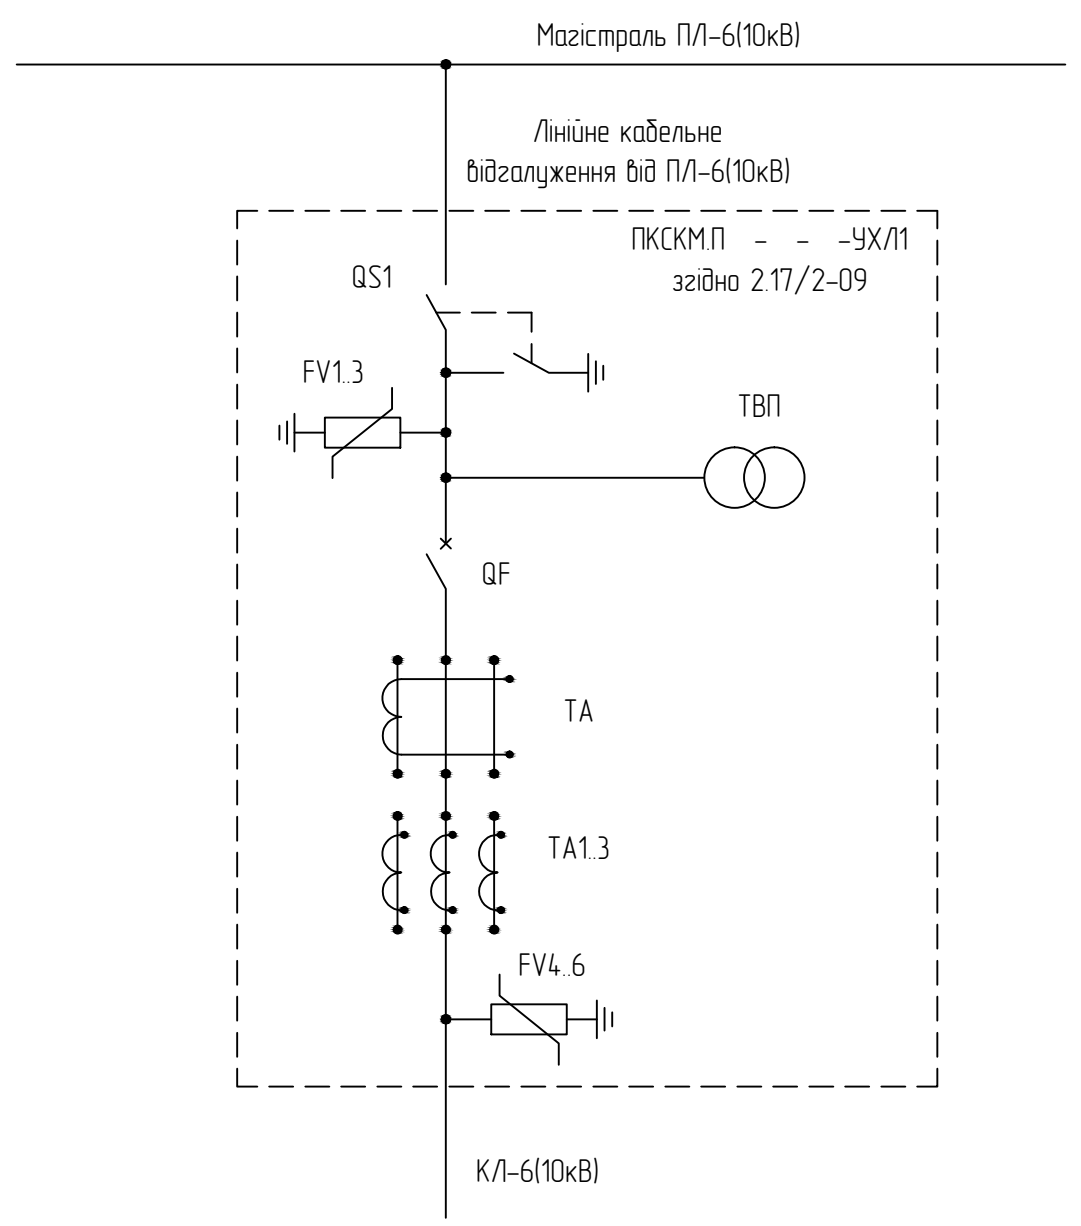 Магістраль ПЛ-6(10кВ)
Лінійне кабельне
відгалуження від ПЛ-6(10кВ)
ПКСКМ.П - - -УХЛ1
згідно 2.17/2-09
QS1
FV1..3
ТВП
QF
TA
TA1..3
FV4..6
КЛ-6(10кВ)